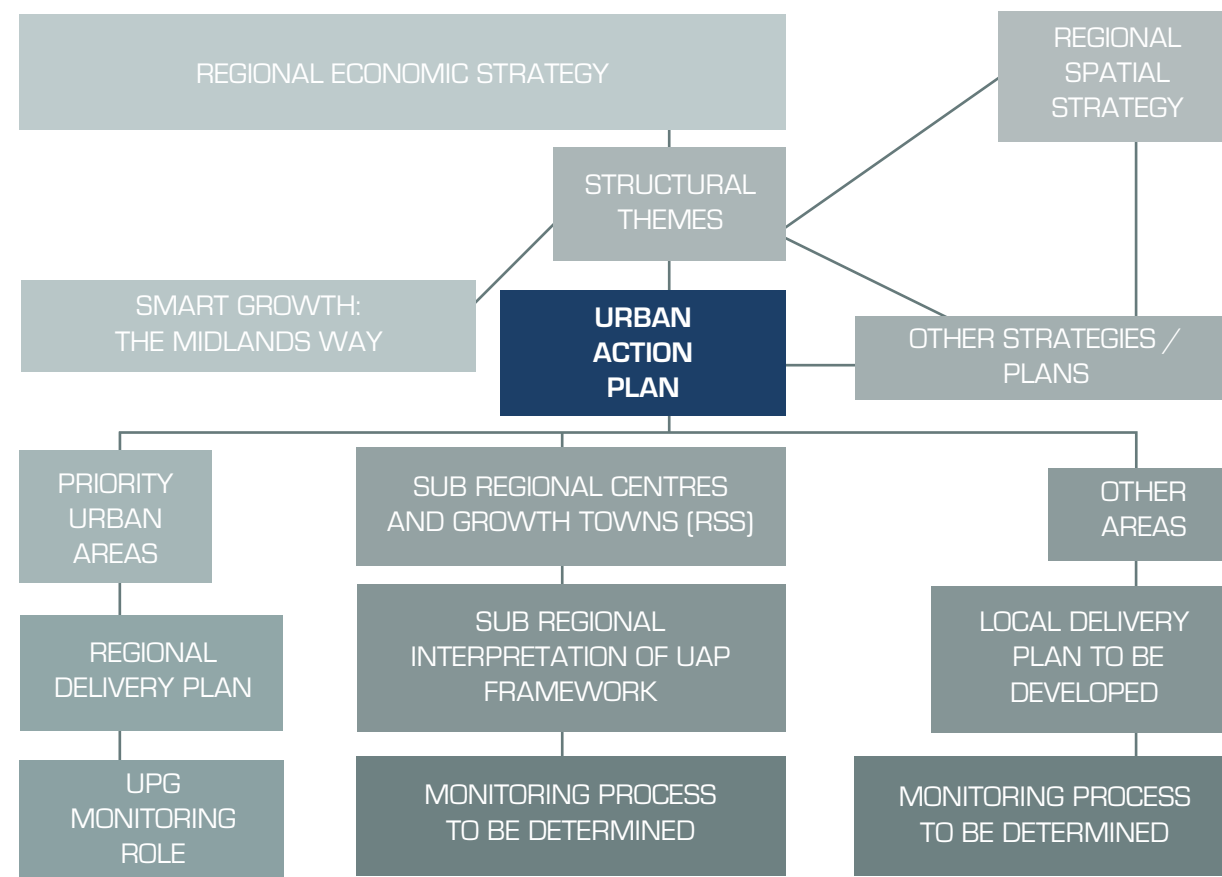 REGIONAL ECONOMIC STRATEGY
REGIONAL
SPATIAL
STRATEGY
STRUCTURAL
THEMES
SMART GROWTH:
THE MIDLANDS WAY
URBAN
ACTION
PLAN
OTHER STRATEGIES /
PLANS
PRIORITY
URBAN
AREAS
SUB REGIONAL CENTRES
AND GROWTH TOWNS (RSS)
OTHER
AREAS
REGIONAL
DELIVERY PLAN
SUB REGIONAL
INTERPRETATION OF UAP
FRAMEWORK
LOCAL DELIVERY
PLAN TO BE
DEVELOPED
UPG
MONITORING
ROLE
MONITORING PROCESS
TO BE DETERMINED
MONITORING PROCESS
TO BE DETERMINED